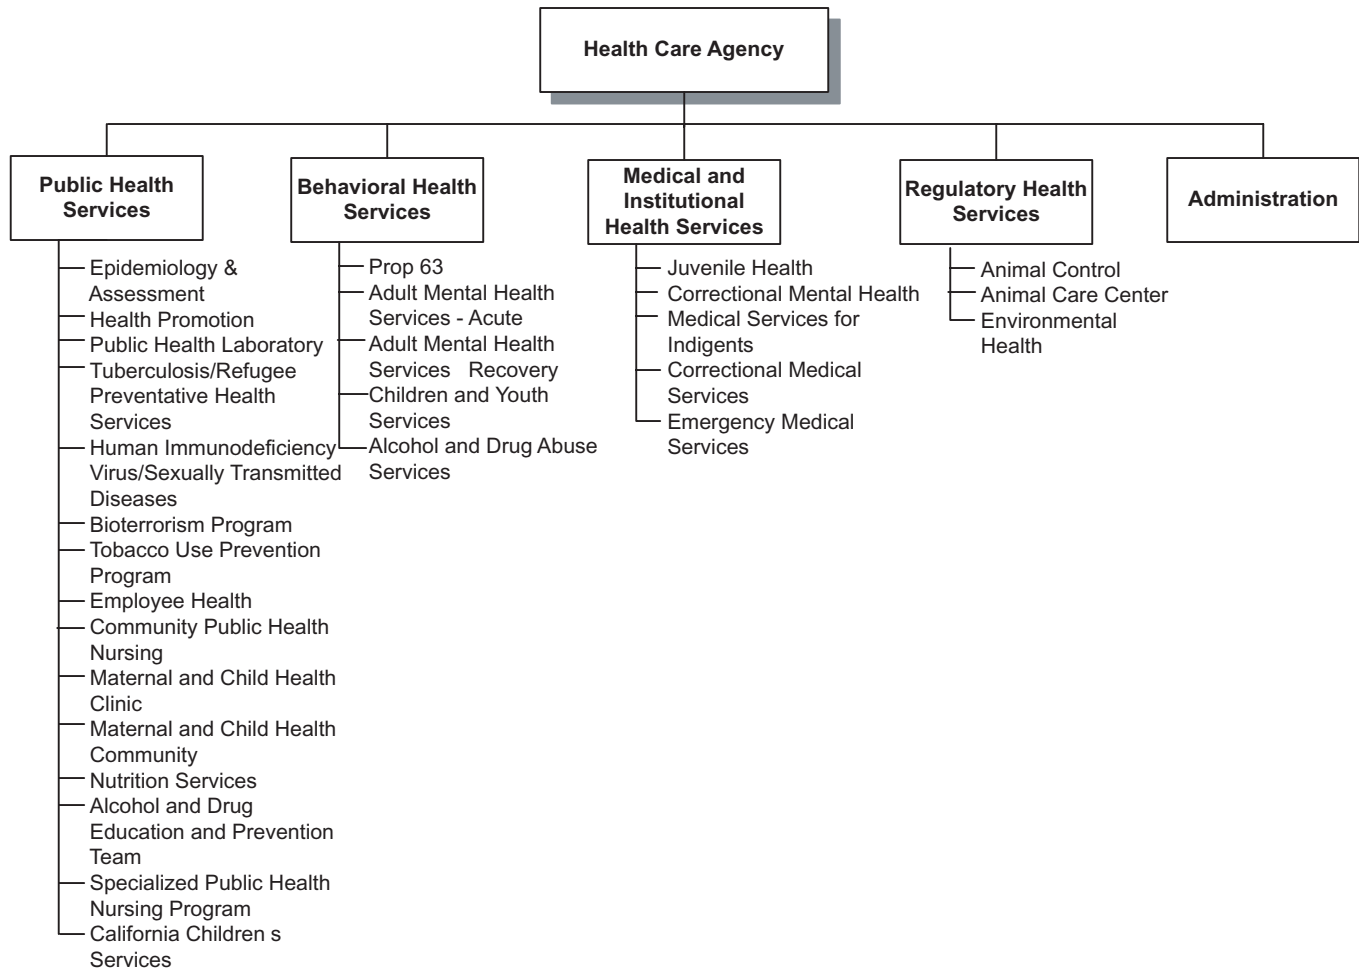 Health Care Agency
Public Health
Services
Epidemiology &
Assessment
Health Promotion
Public Health Laboratory
Tuberculosis/Refugee
Preventative Health
Services
Human Immunodeficiency
Virus/Sexually Transmitted
Diseases
Bioterrorism Program
Tobacco Use Prevention
Program
Employee Health
Community Public Health
Nursing
Maternal and Child Health
Clinic
Maternal and Child Health
Community
Nutrition Services
Alcohol and Drug
Education and Prevention
Team
Specialized Public Health
Nursing Program
California Children s
Services
Behavioral Health
Services
Prop 63
Adult Mental Health
Services - Acute
Adult Mental Health
Services Recovery
Children and Youth
Services
Alcohol and Drug Abuse
Services
Medical and
Institutional
Health Services
Juvenile Health
Correctional Mental Health
Medical Services for
Indigents
Correctional Medical
Services
Emergency Medical
Services
Regulatory Health
Services
Animal Control
Animal Care Center
Environmental
Health
Administration